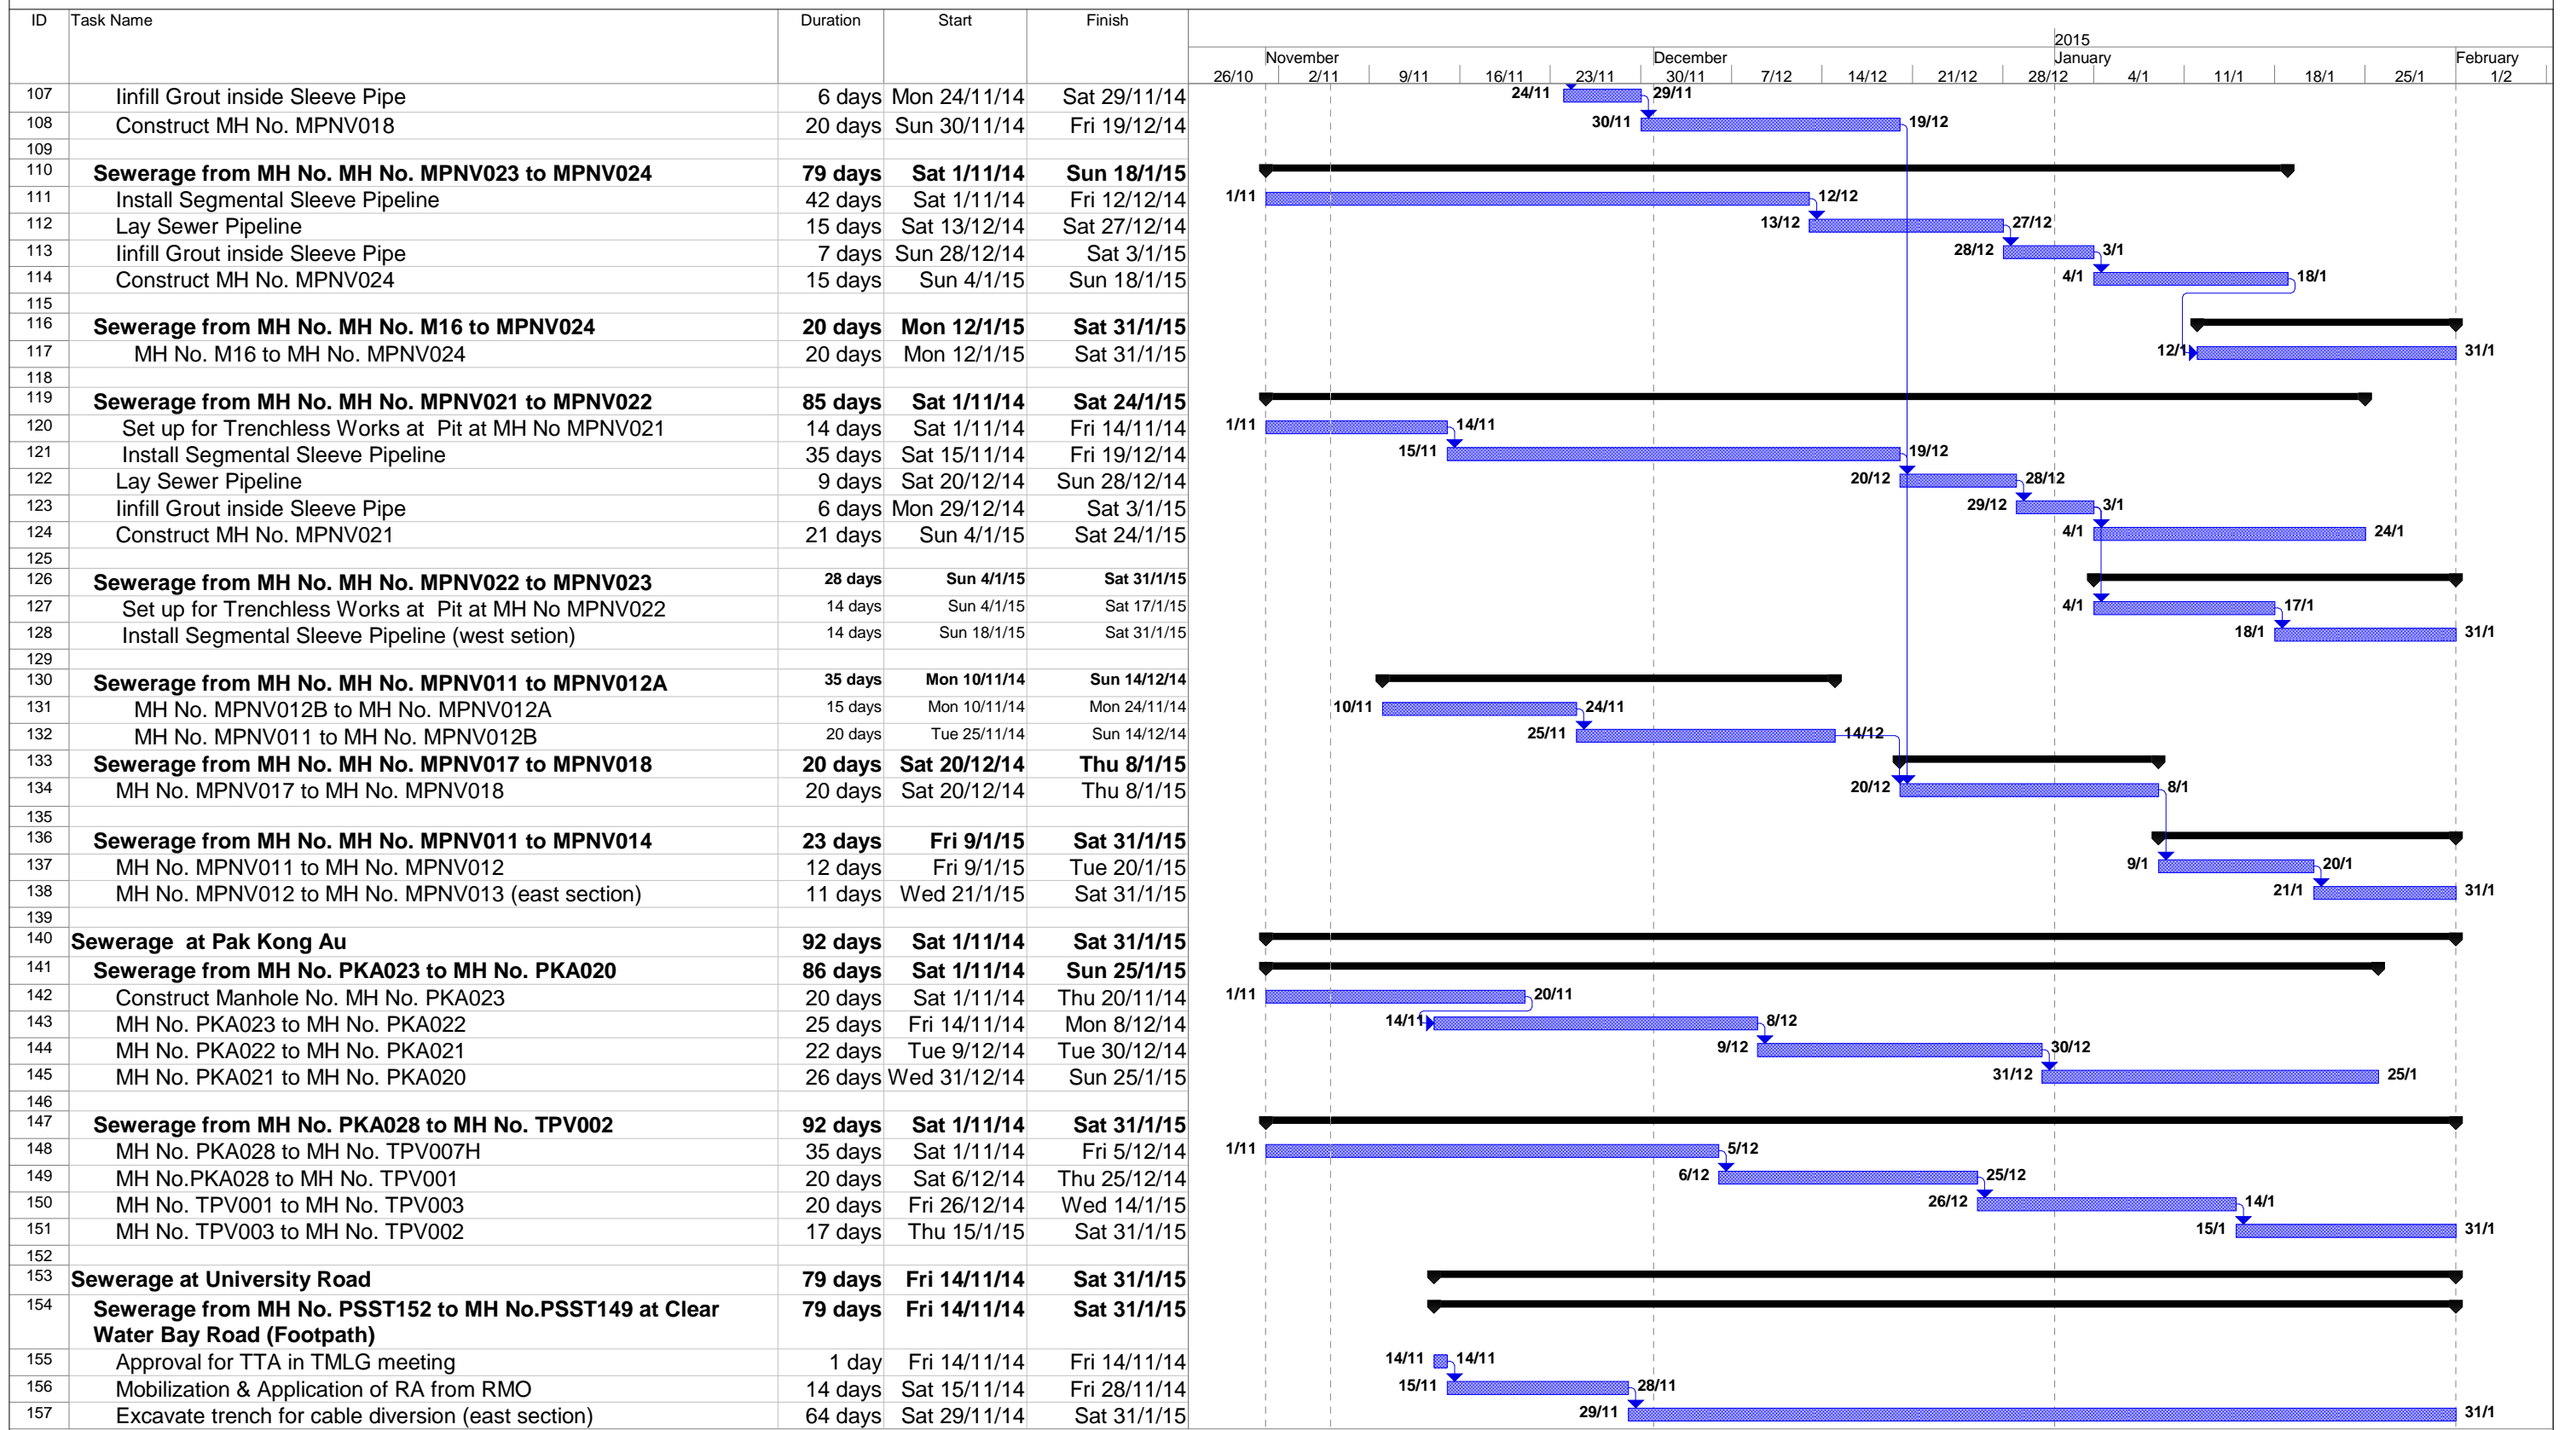 ID Task Name Duration Start Finish
2015
November December January February
26/10 2/11 9/11 16/11 23/11 30/11 7/12 14/12 21/12 28/12 4/1 11/1 18/1 25/1 1/2
107 Iinfill Grout inside Sleeve Pipe 6 days Mon 24/11/14 Sat 29/11/14 24/11 29/11
108 Construct MH No. MPNV018 20 days Sun 30/11/14 Fri 19/12/14 30/11 19/12
109
110 Sewerage from MH No. MH No. MPNV023 to MPNV024 79 days Sat 1/11/14 Sun 18/1/15
111 Install Segmental Sleeve Pipeline 42 days Sat 1/11/14 Fri 12/12/14 1/11 12/12
112 Lay Sewer Pipeline 15 days Sat 13/12/14 Sat 27/12/14 13/12 27/12
113 Iinfill Grout inside Sleeve Pipe 7 days Sun 28/12/14 Sat 3/1/15 28/12 3/1
114 Construct MH No. MPNV024 15 days Sun 4/1/15 Sun 18/1/15 4/1 18/1
115
116 Sewerage from MH No. MH No. M16 to MPNV024 20 days Mon 12/1/15 Sat 31/1/15
117 MH No. M16 to MH No. MPNV024 20 days Mon 12/1/15 Sat 31/1/15 12/1 31/1
118
119 Sewerage from MH No. MH No. MPNV021 to MPNV022 85 days Sat 1/11/14 Sat 24/1/15
120 Set up for Trenchless Works at Pit at MH No MPNV021 14 days Sat 1/11/14 Fri 14/11/14 1/11 14/11
121 Install Segmental Sleeve Pipeline 35 days Sat 15/11/14 Fri 19/12/14 15/11 19/12
122 Lay Sewer Pipeline 9 days Sat 20/12/14 Sun 28/12/14 20/12 28/12
123 Iinfill Grout inside Sleeve Pipe 6 days Mon 29/12/14 Sat 3/1/15 29/12 3/1
124 Construct MH No. MPNV021 21 days Sun 4/1/15 Sat 24/1/15 4/1 24/1
125
126 Sewerage from MH No. MH No. MPNV022 to MPNV023 28 days Sun 4/1/15 Sat 31/1/15
127 Set up for Trenchless Works at Pit at MH No MPNV022 14 days Sun 4/1/15 Sat 17/1/15 4/1 17/1
128 Install Segmental Sleeve Pipeline (west setion) 14 days Sun 18/1/15 Sat 31/1/15 18/1 31/1
129
130 Sewerage from MH No. MH No. MPNV011 to MPNV012A 35 days Mon 10/11/14 Sun 14/12/14
131 MH No. MPNV012B to MH No. MPNV012A 15 days Mon 10/11/14 Mon 24/11/14 10/11 24/11
132 MH No. MPNV011 to MH No. MPNV012B 20 days Tue 25/11/14 Sun 14/12/14 25/11 14/12
133 Sewerage from MH No. MH No. MPNV017 to MPNV018 20 days Sat 20/12/14 Thu 8/1/15
134 MH No. MPNV017 to MH No. MPNV018 20 days Sat 20/12/14 Thu 8/1/15 20/12 8/1
135
136 Sewerage from MH No. MH No. MPNV011 to MPNV014 23 days Fri 9/1/15 Sat 31/1/15
137 MH No. MPNV011 to MH No. MPNV012 12 days Fri 9/1/15 Tue 20/1/15 9/1 20/1
138 MH No. MPNV012 to MH No. MPNV013 (east section) 11 days Wed 21/1/15 Sat 31/1/15 21/1 31/1
139
140 Sewerage at Pak Kong Au 92 days Sat 1/11/14 Sat 31/1/15
141 Sewerage from MH No. PKA023 to MH No. PKA020 86 days Sat 1/11/14 Sun 25/1/15
142 Construct Manhole No. MH No. PKA023 20 days Sat 1/11/14 Thu 20/11/14 1/11 20/11
143 MH No. PKA023 to MH No. PKA022 25 days Fri 14/11/14 Mon 8/12/14 14/11 8/12
144 MH No. PKA022 to MH No. PKA021 22 days Tue 9/12/14 Tue 30/12/14 9/12 30/12
145 MH No. PKA021 to MH No. PKA020 26 days Wed 31/12/14 Sun 25/1/15 31/12 25/1
146
147 Sewerage from MH No. PKA028 to MH No. TPV002 92 days Sat 1/11/14 Sat 31/1/15
148 MH No. PKA028 to MH No. TPV007H 35 days Sat 1/11/14 Fri 5/12/14 1/11 5/12
149 MH No.PKA028 to MH No. TPV001 20 days Sat 6/12/14 Thu 25/12/14 6/12 25/12
150 MH No. TPV001 to MH No. TPV003 20 days Fri 26/12/14 Wed 14/1/15 26/12 14/1
151 MH No. TPV003 to MH No. TPV002 17 days Thu 15/1/15 Sat 31/1/15 15/1 31/1
152
153 Sewerage at University Road 79 days Fri 14/11/14 Sat 31/1/15
154 Sewerage from MH No. PSST152 to MH No.PSST149 at Clear 79 days Fri 14/11/14 Sat 31/1/15
Water Bay Road (Footpath)
155 Approval for TTA in TMLG meeting 1 day Fri 14/11/14 Fri 14/11/14 14/11 14/11
156 Mobilization & Application of RA from RMO 14 days Sat 15/11/14 Fri 28/11/14 15/11 28/11
157 Excavate trench for cable diversion (east section) 64 days Sat 29/11/14 Sat 31/1/15 29/11 31/1